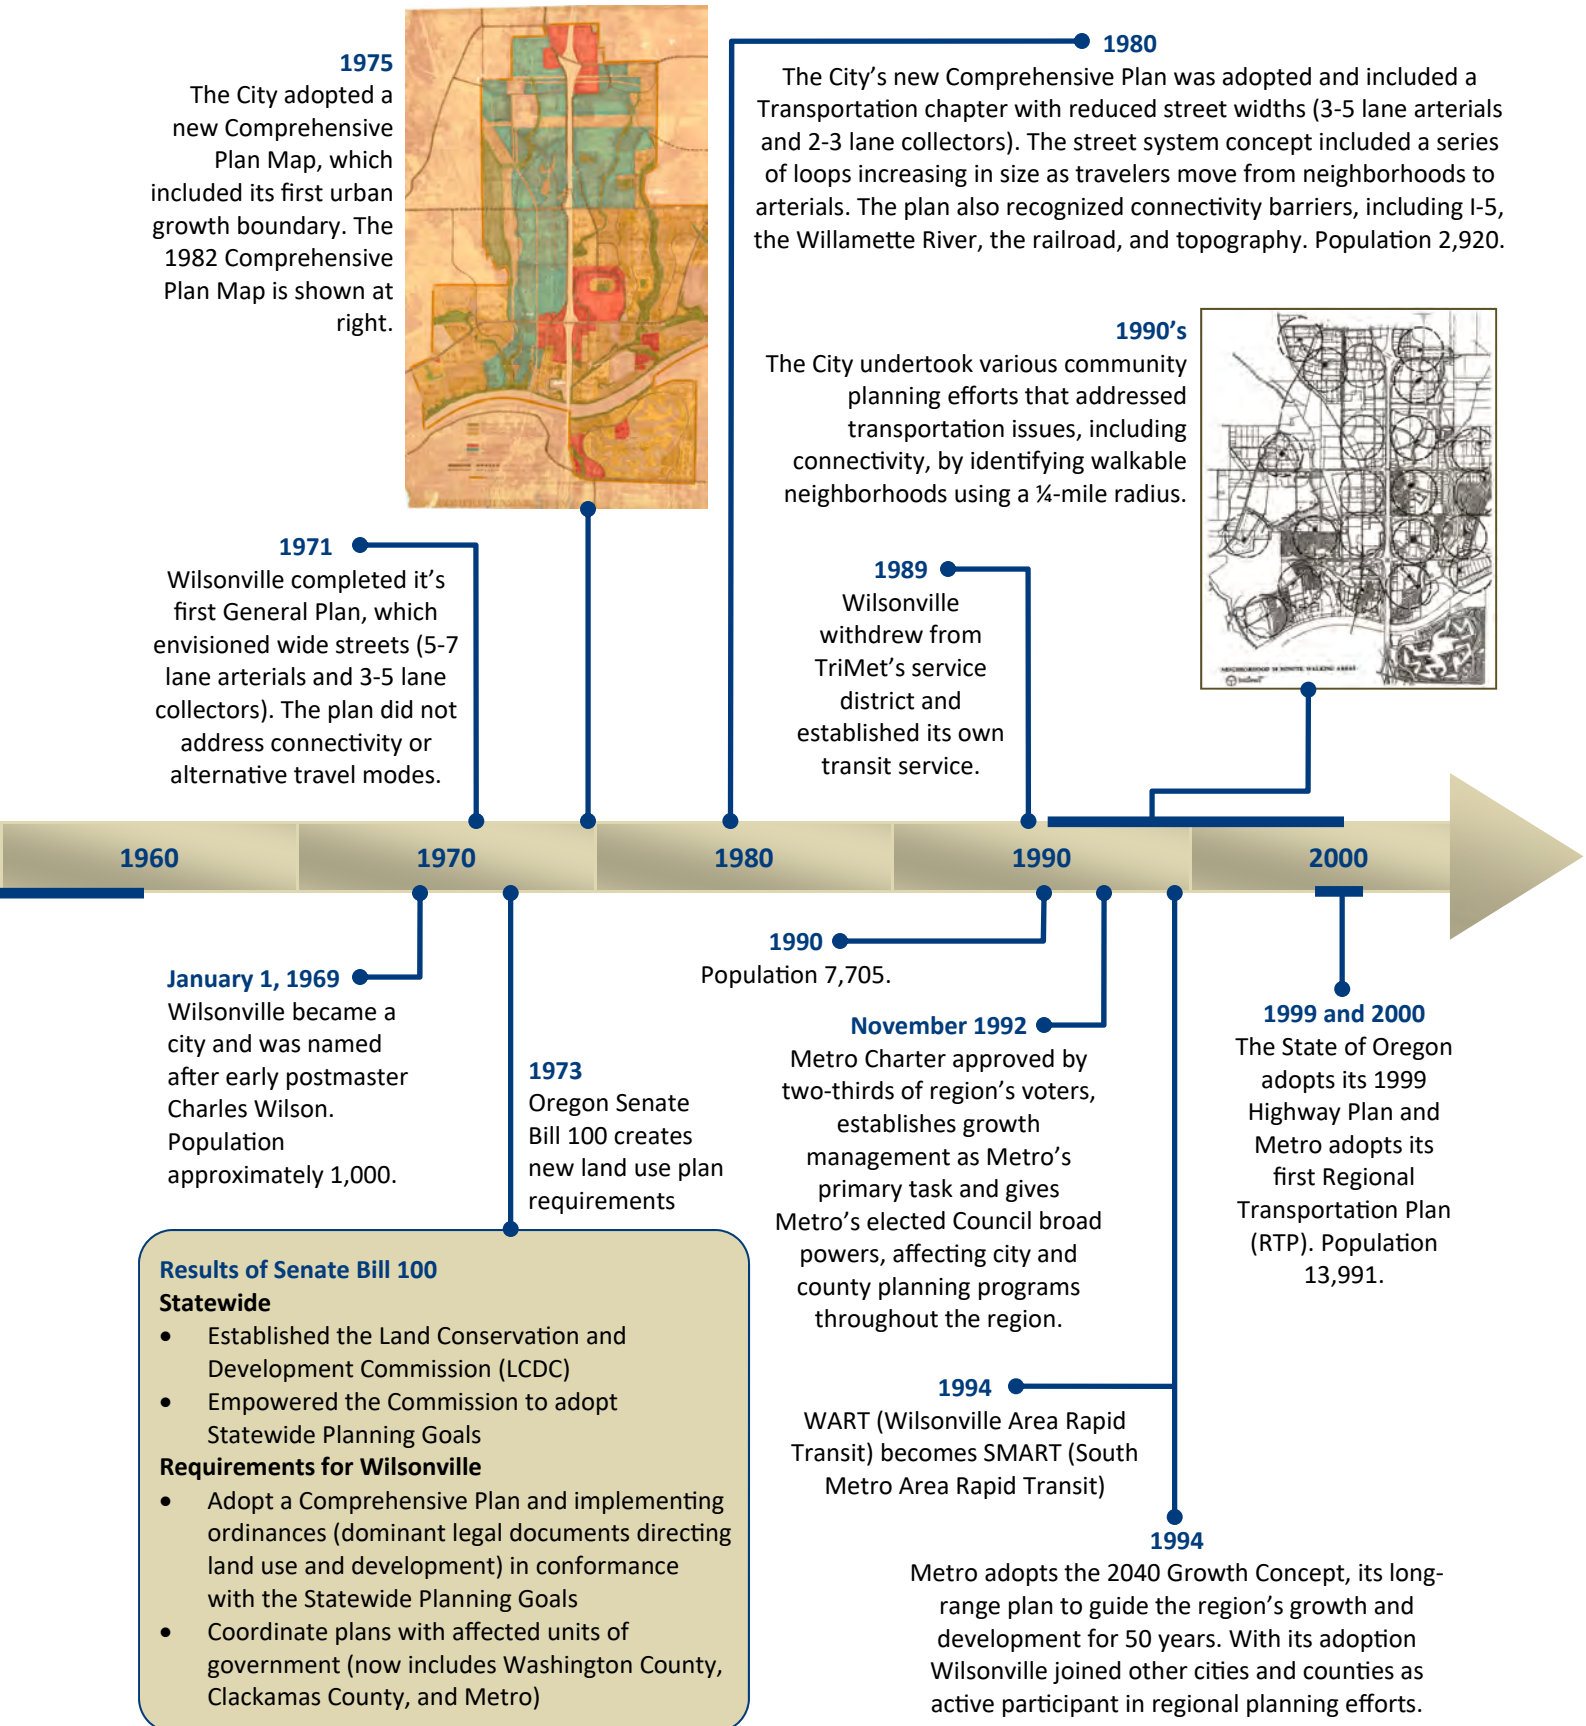 1975
The City adopted a
new Comprehensive
Plan Map, which
included its first urban
growth boundary. The
1982 Comprehensive
Plan Map is shown at
right.
1980
The City’s new Comprehensive Plan was adopted and included a
Transportation chapter with reduced street widths (3-5 lane arterials
and 2-3 lane collectors). The street system concept included a series
of loops increasing in size as travelers move from neighborhoods to
arterials. The plan also recognized connectivity barriers, including I-5,
the Willamette River, the railroad, and topography. Population 2,920.
1990’s
The City undertook various community
planning efforts that addressed
transportation issues, including
connectivity, by identifying walkable
neighborhoods using a ¼-mile radius.
NEIGHBORHOOD 10 MINUTE WALKING AREAS
1971
Wilsonville completed it’s
first General Plan, which
envisioned wide streets (5-7
lane arterials and 3-5 lane
collectors). The plan did not
address connectivity or
alternative travel modes.
1989
Wilsonville
withdrew from
TriMet’s service
district and
established its own
transit service.
1960
1970
1980
1990
2000
January 1, 1969
Wilsonville became a
city and was named
after early postmaster
Charles Wilson.
Population
approximately 1,000.
1973
Oregon Senate
Bill 100 creates
new land use plan
requirements
Results of Senate Bill 100
Statewide
• Established the Land Conservation and
Development Commission (LCDC)
• Empowered the Commission to adopt
Statewide Planning Goals
Requirements for Wilsonville
• Adopt a Comprehensive Plan and implementing
ordinances (dominant legal documents directing
land use and development) in conformance
with the Statewide Planning Goals
• Coordinate plans with affected units of
government (now includes Washington County,
Clackamas County, and Metro)
1990
Population 7,705.
November 1992
Metro Charter approved by
two-thirds of region’s voters,
establishes growth
management as Metro’s
primary task and gives
Metro’s elected Council broad
powers, affecting city and
county planning programs
throughout the region.
1994
WART (Wilsonville Area Rapid
Transit) becomes SMART (South
Metro Area Rapid Transit)
1994
Metro adopts the 2040 Growth Concept, its long-
range plan to guide the region’s growth and
development for 50 years. With its adoption
Wilsonville joined other cities and counties as
active participant in regional planning efforts.
1999 and 2000
The State of Oregon
adopts its 1999
Highway Plan and
Metro adopts its
first Regional
Transportation Plan
(RTP). Population
13,991.